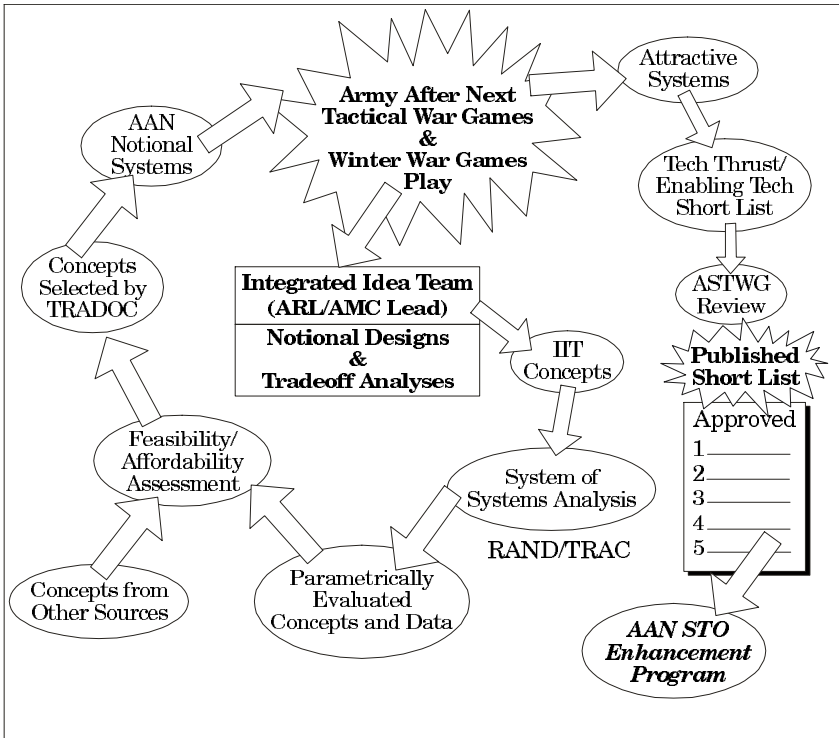 Army After Next
Tactical War Games
&
Winter War Games
Play
Attractive
Systems
Tech Thrust/
Enabling Tech
Short List
ASTWG
Review
Published
Short List
Approved
1
2
3
4
5
AAN STO
Enhancement
Program
AAN
Notional
Systems
Concepts
Selected by
TRADOC
Integrated Idea Team
(ARL/AMC Lead)
Notional Designs
&
Tradeoff Analyses
IIT
Concepts
System of
Systems Analysis
RAND/TRAC
Parametrically
Evaluated
Concepts and Data
Feasibility/
Affordability
Assessment
Concepts from
Other Sources